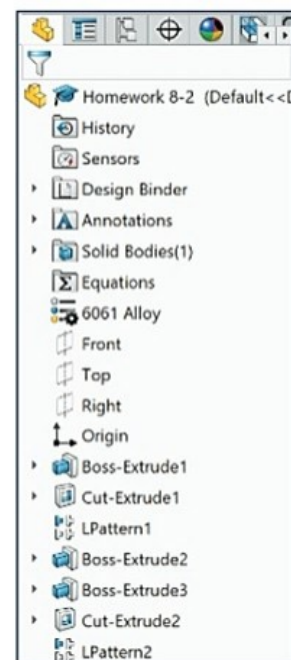 Homework 8-2 (Default<<D
History
Sensors
Design Binder
Annotations
Solid Bodies(1)
Equations
6061 Alloy
Front
Top
Right
Origin
Boss-Extrude1
Cut-Extrude1
LPattern1
Boss-Extrude2
Boss-Extrude3
Cut-Extrude2
LPattern2